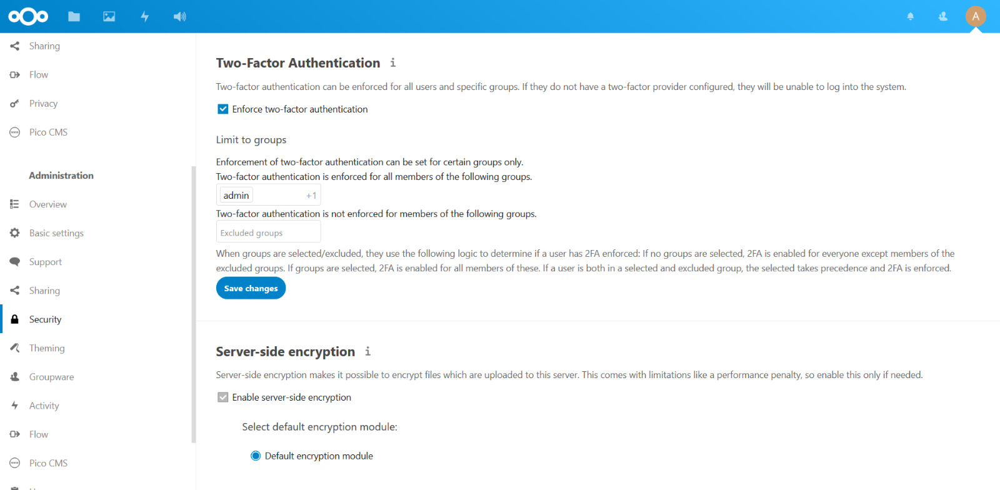 A
Sharing
Flow
Privacy
Pico CMS
Administration
Overview
Basic settings
Support
Sharing
Security
Theming
Groupware
Activity
Flow
Pico CMS
Two-Factor Authentication
Two-factor authentication can be enforced for all users and specific groups. If they do not have a two-factor provider configured, they will be unable to log into the system.
Enforce two-factor authentication
Limit to groups
Enforcement of two-factor authentication can be set for certain groups only.
Two-factor authentication is enforced for all members of the following groups.
admin +1
Two-factor authentication is not enforced for members of the following groups.
Excluded groups
When groups are selected/excluded, they use the following logic to determine if a user has 2FA enforced: If no groups are selected, 2FA is enabled for everyone except members of the
excluded groups. If groups are selected, 2FA is enabled for all members of these. If a user is both in a selected and excluded group, the selected takes precedence and 2FA is enforced.
Save changes
Server-side encryption
Server-side encryption makes it possible to encrypt files which are uploaded to this server. This comes with limitations like a performance penalty, so enable this only if needed.
Enable server-side encryption
Select default encryption module:
Default encryption module